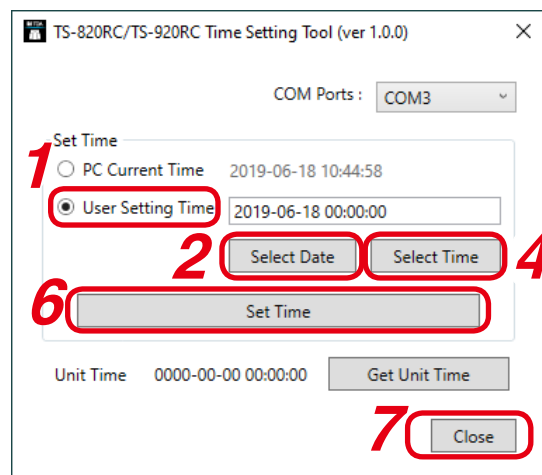 TS-820RC/TS-920RC Time Setting Tool (ver 1.0.0)
COM Ports : COM3
Set Time
1
PC Current Time 2019-06-18 10:44:58
User Setting Time 2019-06-18 00:00:00
2 Select Date Select Time 4
6 Set Time
Unit Time 0000-00-00 00:00:00 Get Unit Time
7 Close